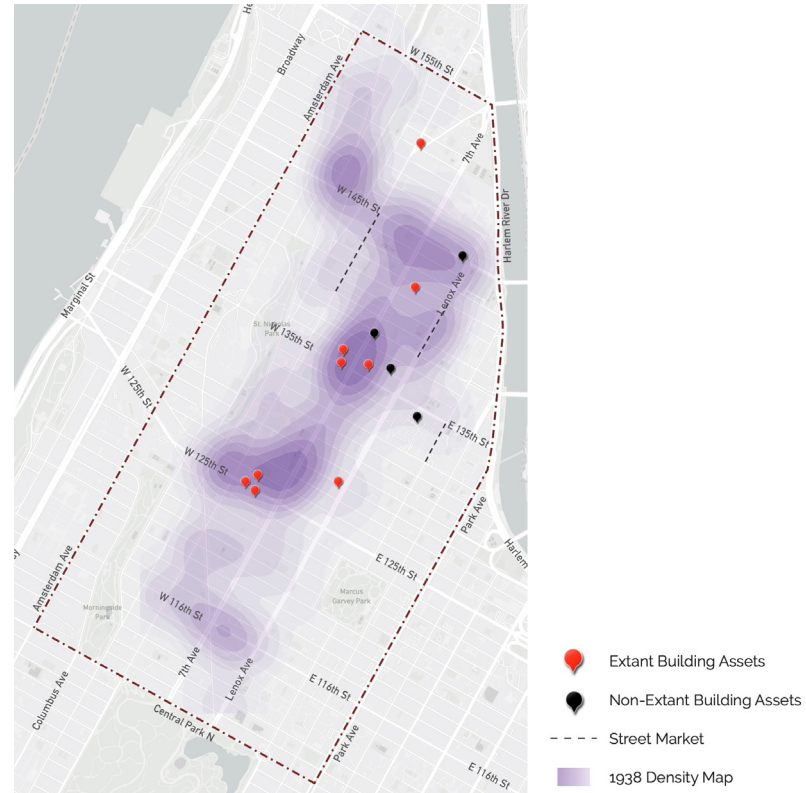 He
Broadway
Amsterdam Ave
W 155th St
7th Ave
W 145th St
Harlem River Dr
Marginal St
Lenox Ave
St. Nicholas
Park
W 135th St
W 125th St
E 135th St
W 125th St
Park Ave
Harlem
E 125th St
Amsterdam Ave
Morningside
Park
W 116th St
Marcus
Garvey Park
7th Ave
Lenox Ave
E 116th St
Columbus Ave
Central Park N
Park Ave
E 116th St
Extant Building Assets
Non-Extant Building Assets
Street Market
1938 Density Map